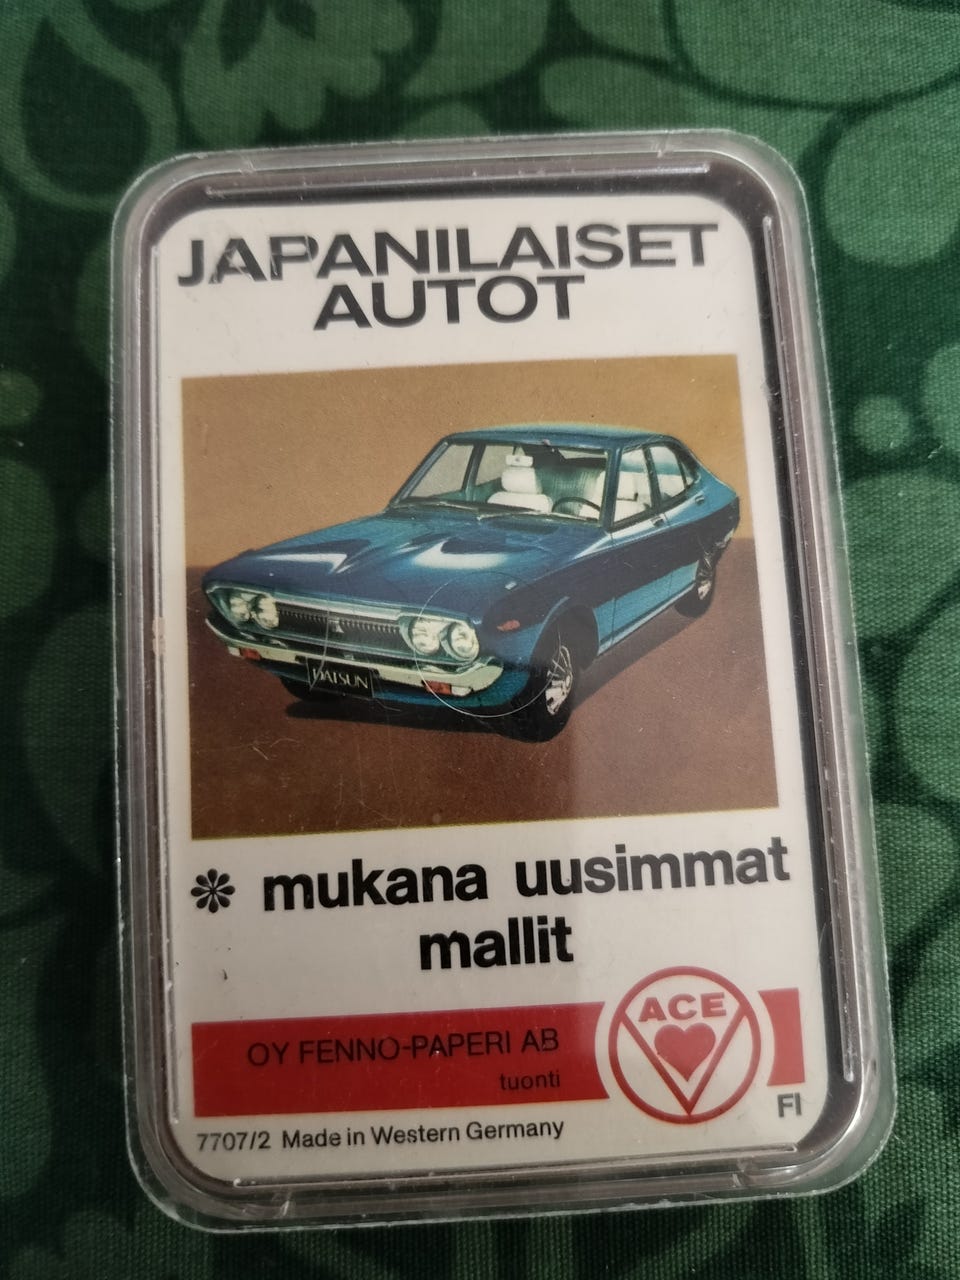 JAPANILAISET
AUTOT
DATSUN
❇ mukana uusimmat
mallit
ACE
OY FENNO-PAPERI AB
tuonti
FI
7707/2 Made in Western Germany